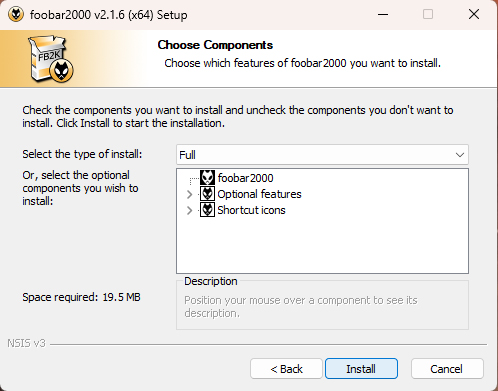 foobar2000 v2.1.6 (x64) Setup
FB2K
Choose Components
Choose which features of foobar2000 you want to install.
Check the components you want to install and uncheck the components you don't want to
install. Click Install to start the installation.
Select the type of install:
Full
Or, select the optional
components you wish to
install:
foobar2000
Optional features
Shortcut icons
Space required: 19.5 MB
Description
Position your mouse over a component to see its
description.
NSIS v3
< Back
Install
Cancel